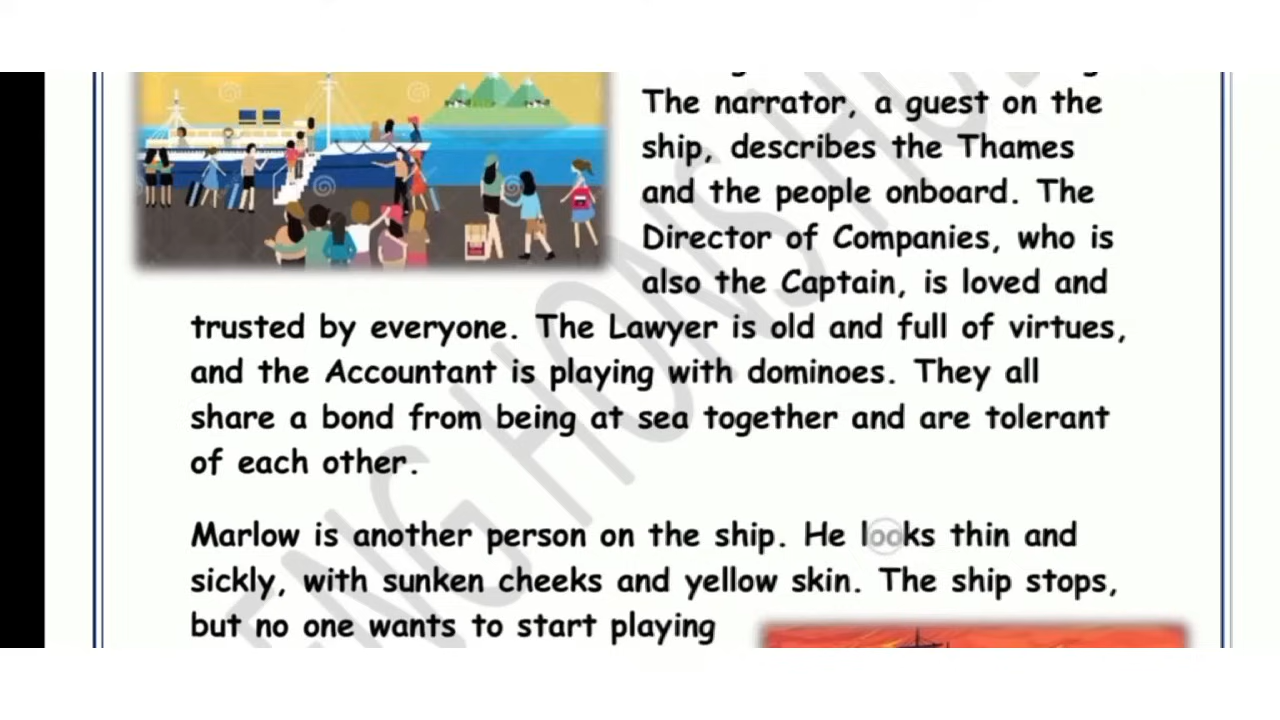 The narrator, a guest on the
ship, describes the Thames
and the people onboard. The
Director of Companies, who is
also the Captain, is loved and
trusted by everyone. The Lawyer is old and full of virtues,
and the Accountant is playing with dominoes. They all
share a bond from being at sea together and are tolerant
of each other.
Marlow is another person on the ship. He looks thin and
sickly, with sunken cheeks and yellow skin. The ship stops,
but no one wants to start playing
ENG HONS HO